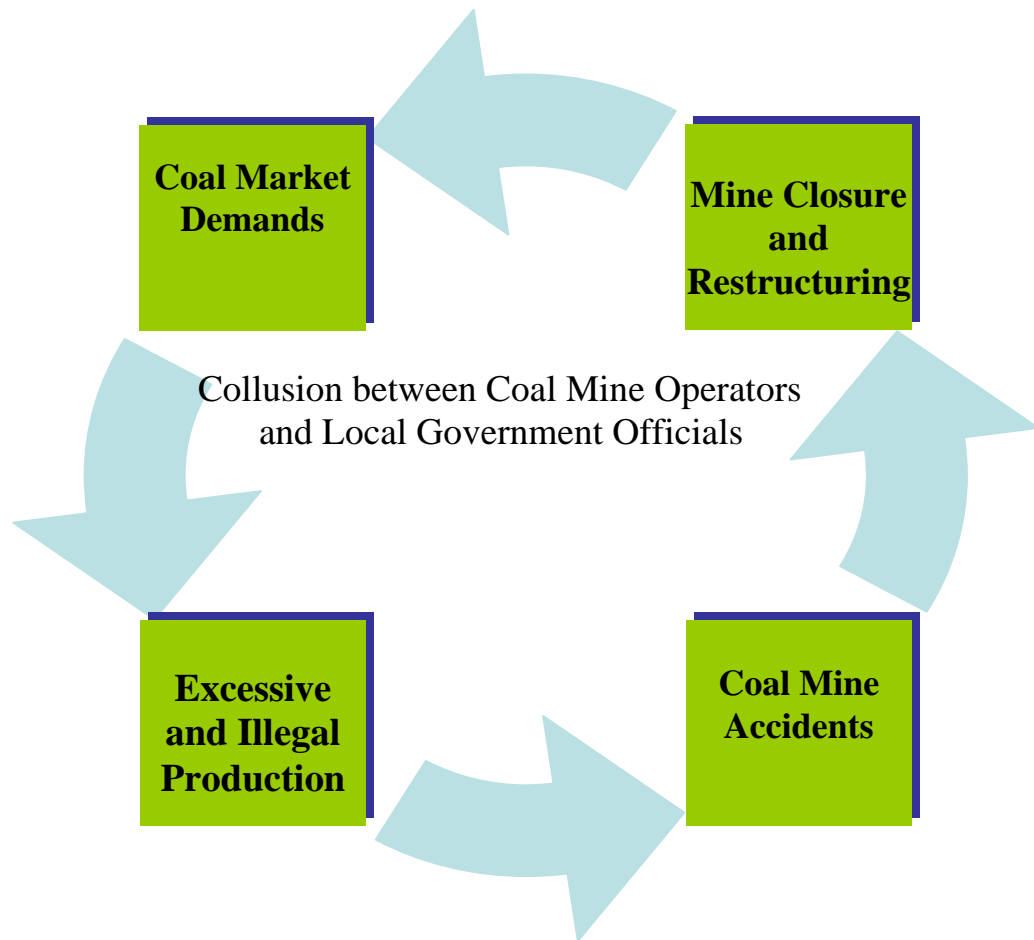 Coal Market
Demands
Mine Closure
and
Restructuring
Collusion between Coal Mine Operators
and Local Government Officials
Excessive
and Illegal
Production
Coal Mine
Accidents